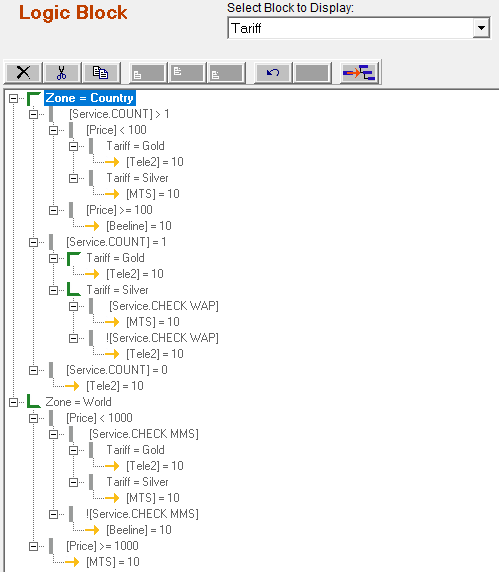 Logic Block
Select Block to Display:
Tariff
Zone = Country
[Service.COUNT] > 1
[Price] < 100
Tariff = Gold
[Tele2] = 10
Tariff = Silver
[MTS] = 10
[Price] >= 100
[Beeline] = 10
[Service.COUNT] = 1
Tariff = Gold
[Tele2] = 10
Tariff = Silver
[Service.CHECK WAP]
[MTS] = 10
![Service.CHECK WAP]
[Tele2] = 10
[Service.COUNT] = 0
[Tele2] = 10
Zone = World
[Price] < 1000
[Service.CHECK MMS]
Tariff = Gold
[Tele2] = 10
Tariff = Silver
[MTS] = 10
![Service.CHECK MMS]
[Beeline] = 10
[Price] >= 1000
[MTS] = 10